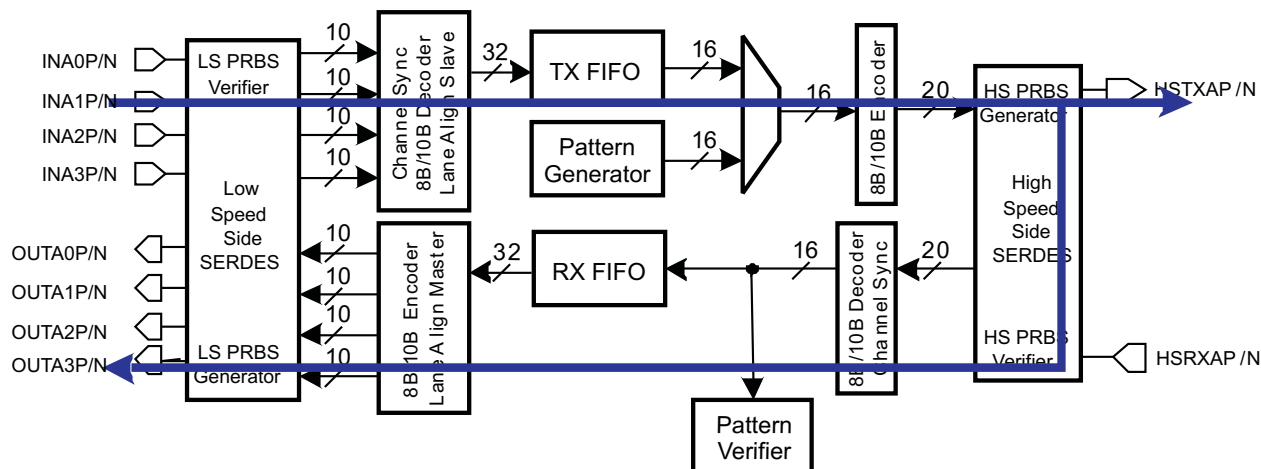 INA0P/N
INA1P/N
INA2P/N
INA3P/N
OUTA0P/N
OUTA1P/N
OUTA2P/N
OUTA3P/N
LS PRBS
Verifier
Low
Speed
Side
SERDES
LS PRBS
Generator
10
10
10
10
Channel Sync
8B/10B Decoder
Lane Align Slave
32
TX FIFO
16
Pattern
Generator
16
16
8B/10B Encoder
20
HS PRBS
Generator
High
Speed
Side
SERDES
HS PRBS
Verifier
HSTXAP/N
HSRXAP/N
10
10
10
10
8B/10B Encoder
Lane Align Master
32
RX FIFO
16
8B/10B Decoder
Channel Sync
20
Pattern
Verifier